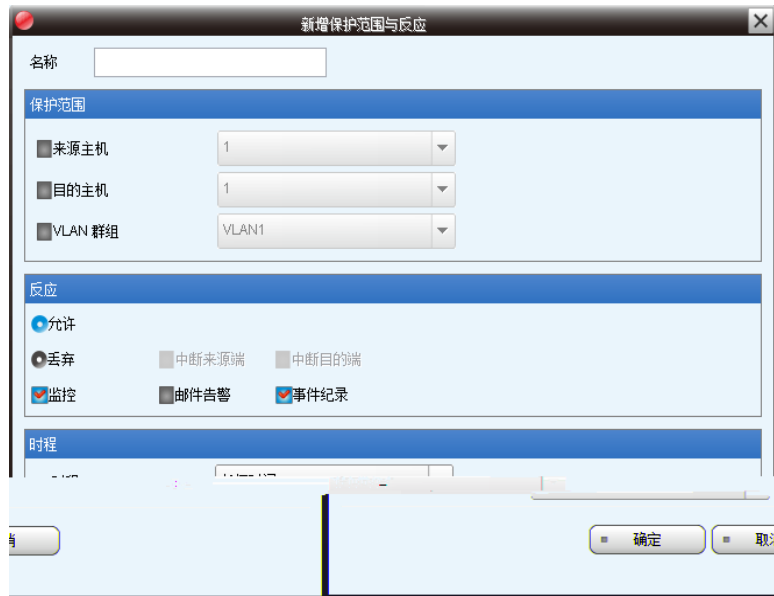 新增保护范围与反应
名称
保护范围
来源主机 1
目的主机 1
VLAN 群组 VLAN1
反应
允许
丢弃 中断来源端 中断目的端
监控 邮件告警 事件纪录
时程
确定